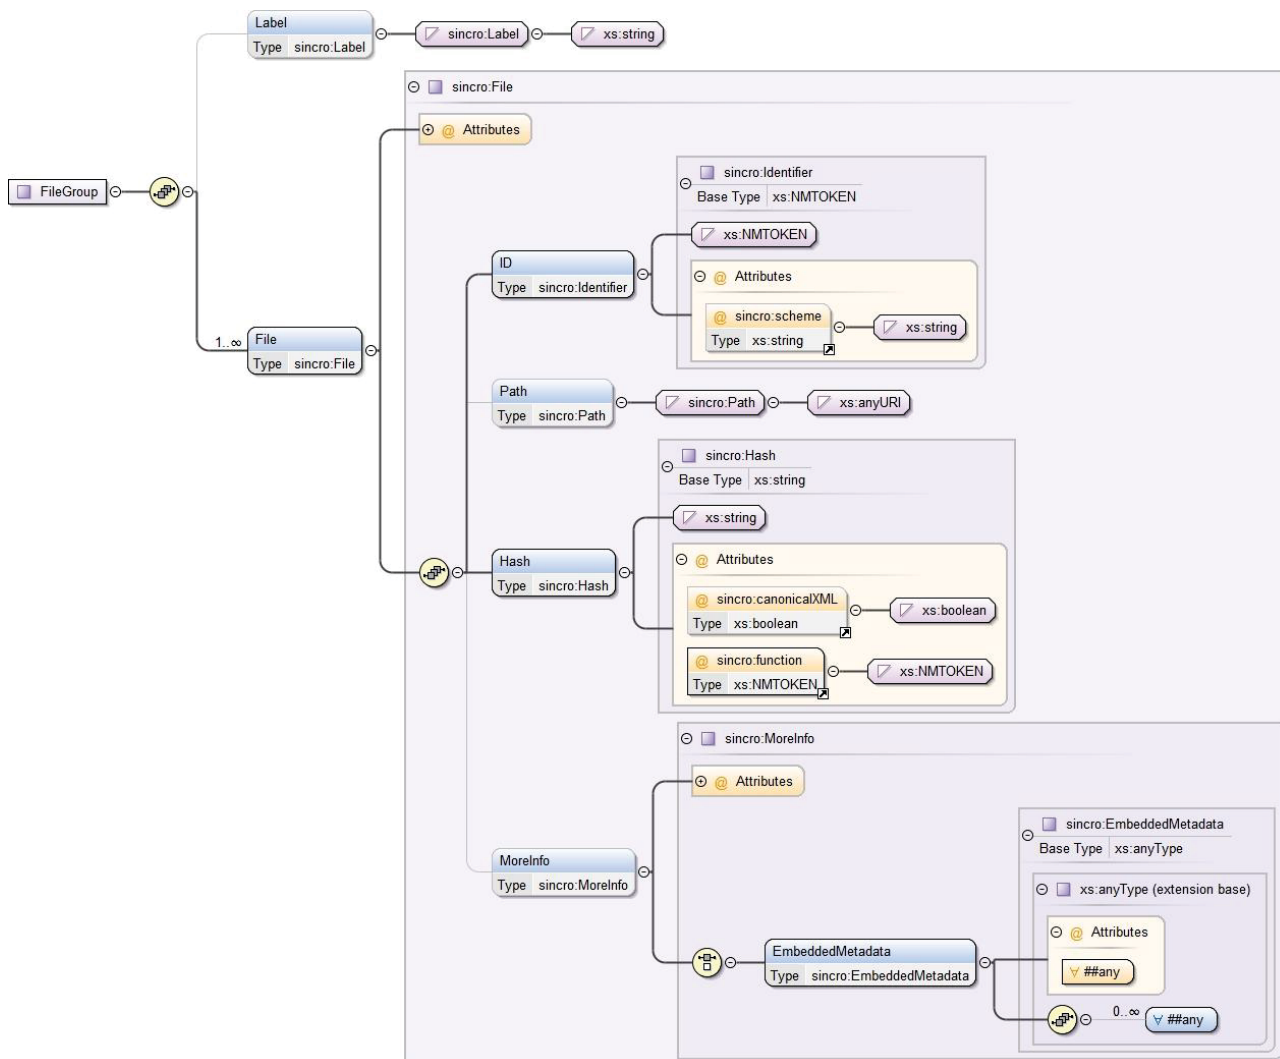 Label
Type sincro:Label
sincro:Label
xs:string
sincro:File
@ Attributes
FileGroup
sincro:Identifier
Base Type xs:NMTOKEN
xs:NMTOKEN
ID
Type sincro:Identifier
@ Attributes
@ sincro:scheme
Type xs:string
xs:string
1..∞
File
Type sincro:File
Path
Type sincro:Path
sincro:Path
xs:anyURI
sincro:Hash
Base Type xs:string
xs:string
Hash
Type sincro:Hash
@ Attributes
@ sincro:canonicalXML
Type xs:boolean
xs:boolean
@ sincro:function
Type xs:NMTOKEN
xs:NMTOKEN
sincro:MoreInfo
@ Attributes
MoreInfo
Type sincro:MoreInfo
sincro:EmbeddedMetadata
Base Type xs:anyType
xs:anyType (extension base)
@ Attributes
∀ ##any
EmbeddedMetadata
Type sincro:EmbeddedMetadata
0..∞
∀ ##any